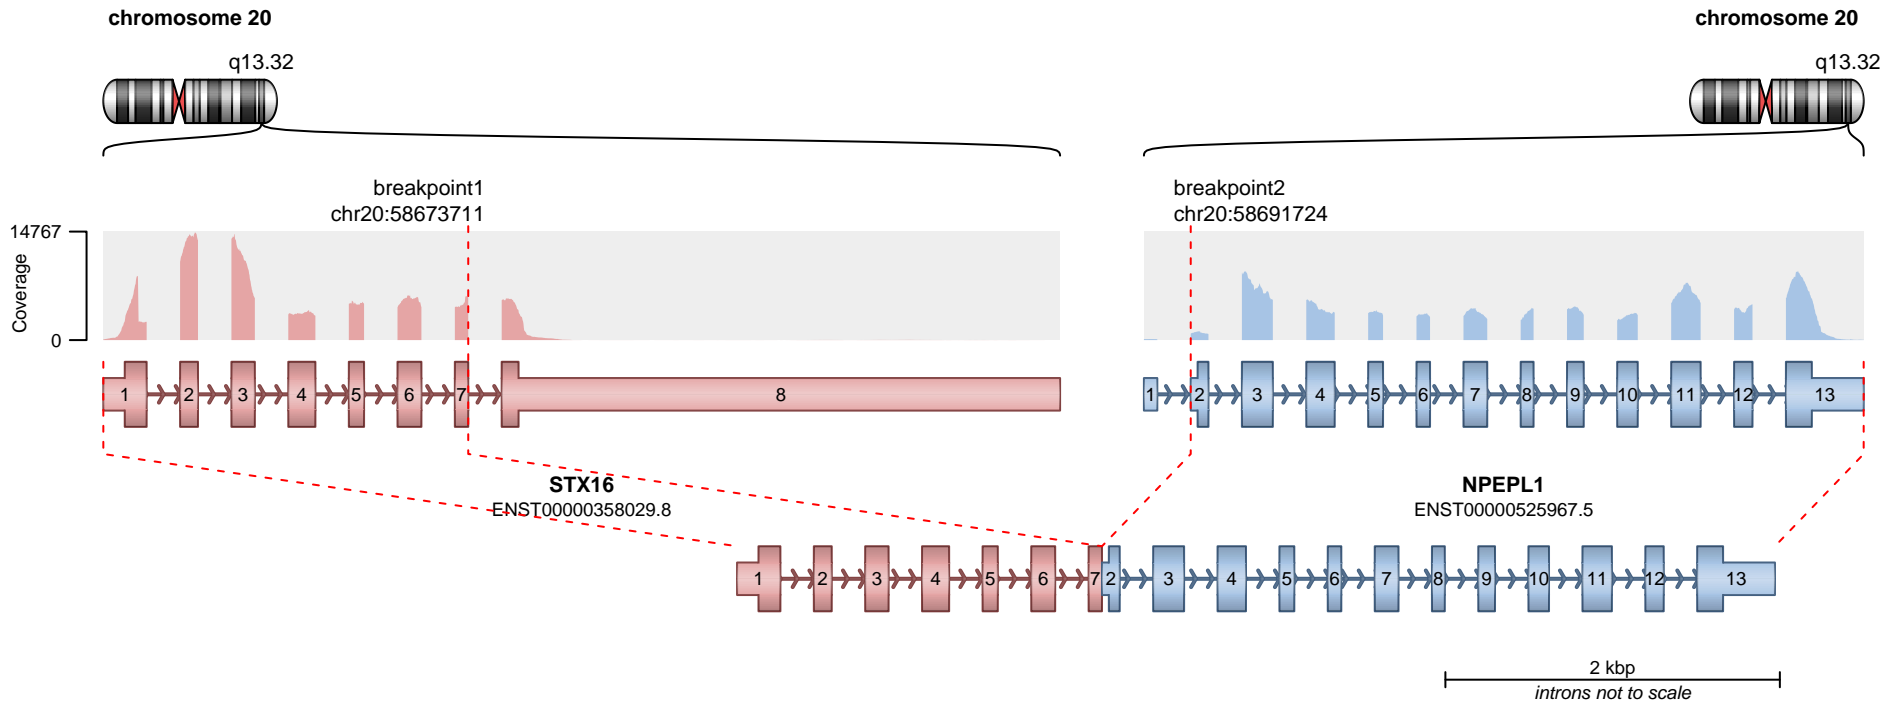 chromosome 20
chromosome 20
q13.32
q13.32
breakpoint1
chr20:58673711
breakpoint2
chr20:58691724
14767
Coverage
0
1 2 3 4 5 6 7 8
1 2 3 4 5 6 7 8 9 10 11 12 13
STX16
ENST00000358029.8
NPEPL1
ENST00000525967.5
1 2 3 4 5 6 7 2 3 4 5 6 7 8 9 10 11 12 13
2 kbp
introns not to scale